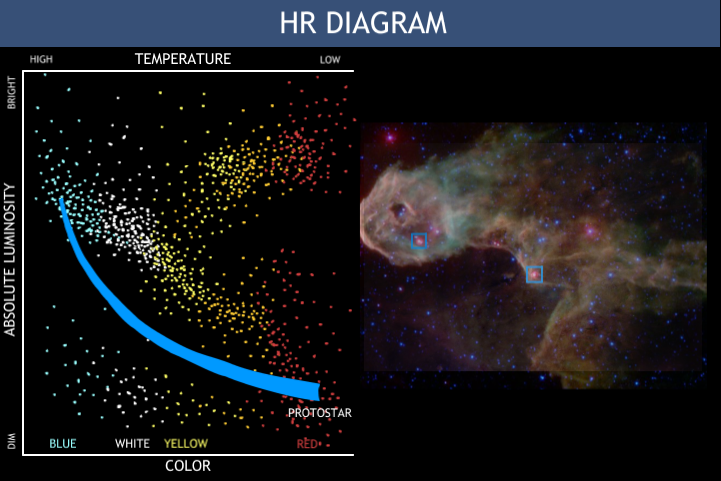 HR DIAGRAM
HIGH
TEMPERATURE
LOW
BRIGHT
ABSOLUTE LUMINOSITY
DIM
PROTOSTAR
BLUE
WHITE
YELLOW
RED
COLOR